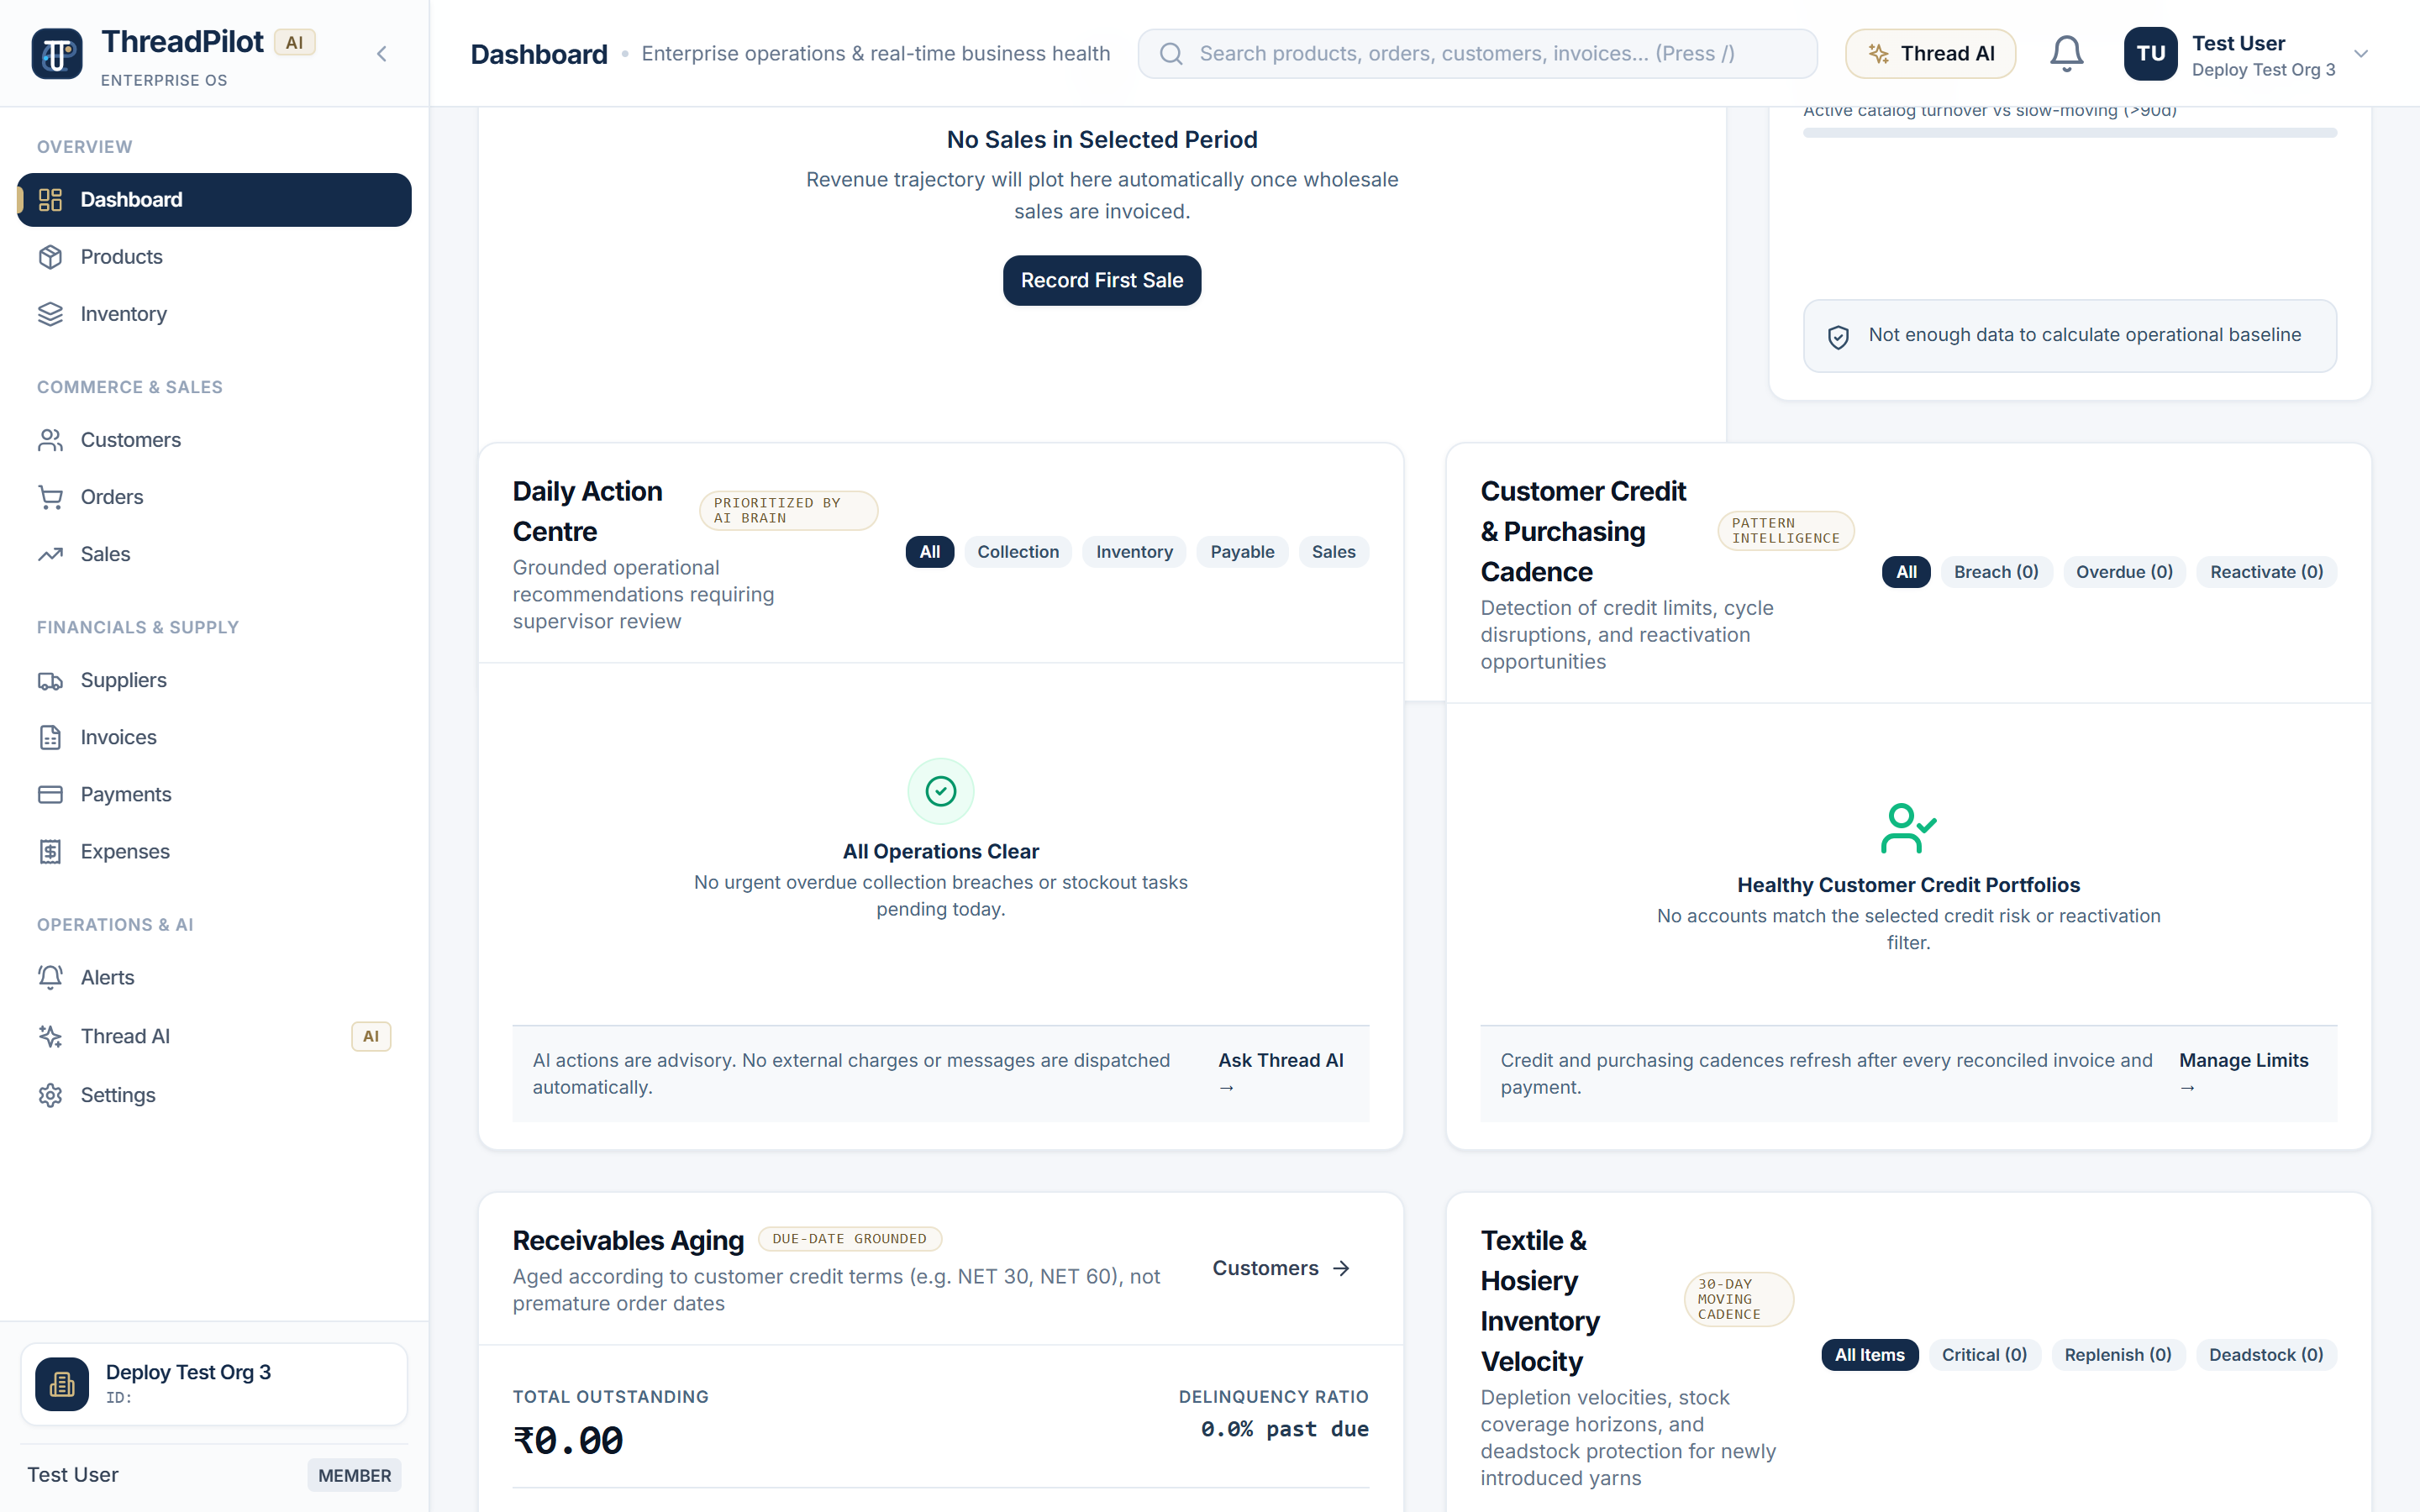 ThreadPilot AI
ENTERPRISE OS
Dashboard • Enterprise operations & real-time business health
Search products, orders, customers, invoices... (Press /)
Thread AI
TU
Test User
Deploy Test Org 3
OVERVIEW
Dashboard
Products
Inventory
COMMERCE & SALES
Customers
Orders
Sales
FINANCIALS & SUPPLY
Suppliers
Invoices
Payments
Expenses
OPERATIONS & AI
Alerts
Thread AI AI
Settings
Deploy Test Org 3
ID:
Test User MEMBER
No Sales in Selected Period
Revenue trajectory will plot here automatically once wholesale
sales are invoiced.
Record First Sale
Active catalog turnover vs slow-moving (>90d)
Not enough data to calculate operational baseline
Daily Action
Centre
PRIORITIZED BY
AI BRAIN
Grounded operational
recommendations requiring
supervisor review
All Collection Inventory Payable Sales
All Operations Clear
No urgent overdue collection breaches or stockout tasks
pending today.
AI actions are advisory. No external charges or messages are dispatched
automatically.
Ask Thread AI
→
Customer Credit
& Purchasing
Cadence
PATTERN
INTELLIGENCE
Detection of credit limits, cycle
disruptions, and reactivation
opportunities
All Breach (0) Overdue (0) Reactivate (0)
Healthy Customer Credit Portfolios
No accounts match the selected credit risk or reactivation
filter.
Credit and purchasing cadences refresh after every reconciled invoice and
payment.
Manage Limits
→
Receivables Aging DUE-DATE GROUNDED
Aged according to customer credit terms (e.g. NET 30, NET 60), not
premature order dates
Customers →
TOTAL OUTSTANDING
₹0.00
DELINQUENCY RATIO
0.0% past due
Textile &
Hosiery
Inventory
Velocity
30-DAY
MOVING
CADENCE
Depletion velocities, stock
coverage horizons, and
deadstock protection for newly
introduced yarns
All Items Critical (0) Replenish (0) Deadstock (0)